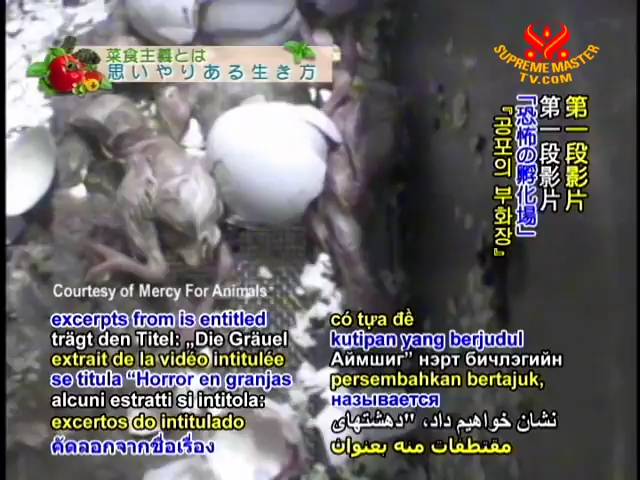 菜食主義とは
思いやりある生き方
SUPREME MASTER
TV.COM
第一段影片
第一段影片
「恐怖の孵化場」
『공포의 부화장』
Courtesy of Mercy For Animals
excerpts from is entitled
trägt den Titel: „Die Gräuel
extrait de la vidéo intitulée
se titula “Horror en granjas
alcuni estratti si intitola:
excertos do intitulado
คัดลอกจากชื่อเรื่อง
có tựa đề
kutipan yang berjudul
Аймшиг” нэрт бичлэгийн
persembahkan bertajuk,
называется
نشان خواهیم داد، "دهشتهای
مقتطفات منه بعنوان